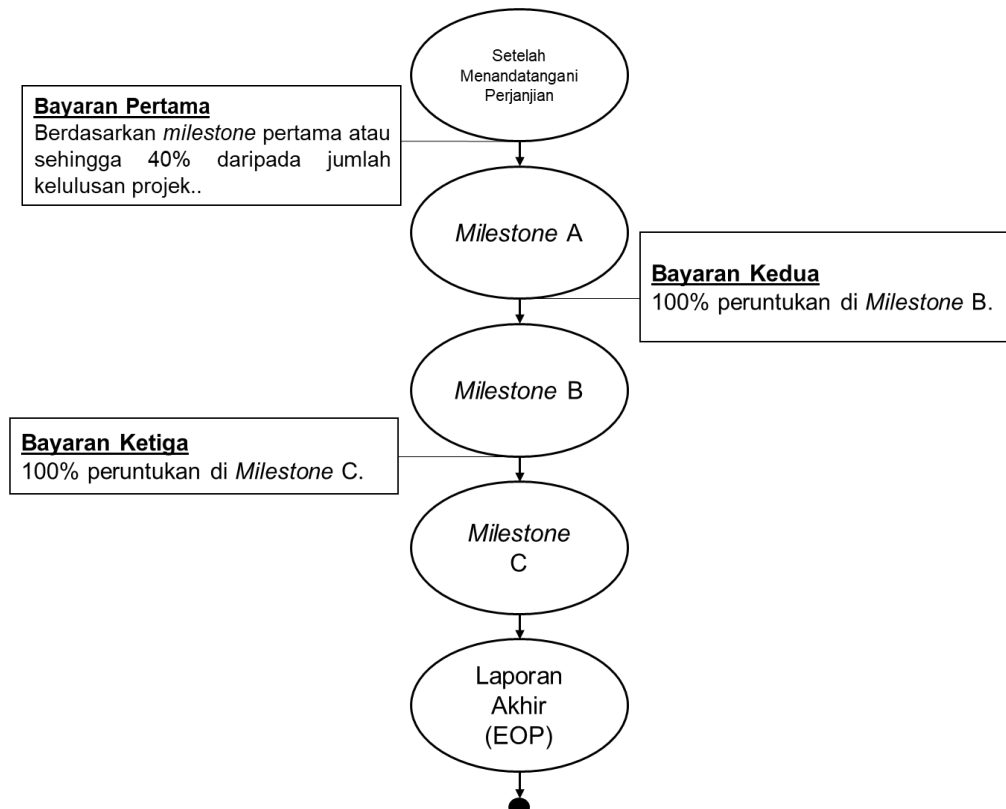 Setelah
Menandatangani
Perjanjian
Bayaran Pertama
Berdasarkan milestone pertama atau
sehingga 40% daripada jumlah
kelulusan projek..
Milestone A
Bayaran Kedua
100% peruntukan di Milestone B.
Milestone B
Bayaran Ketiga
100% peruntukan di Milestone C.
Milestone
C
Laporan
Akhir
(EOP)